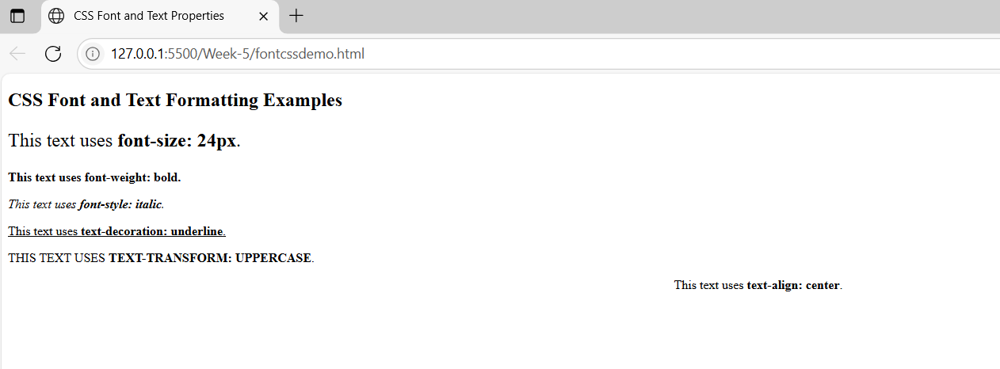 CSS Font and Text Properties
127.0.0.1:5500/Week-5/fontcssdemo.html
CSS Font and Text Formatting Examples
This text uses font-size: 24px.
This text uses font-weight: bold.
This text uses font-style: italic.
This text uses text-decoration: underline.
THIS TEXT USES TEXT-TRANSFORM: UPPERCASE.
This text uses text-align: center.